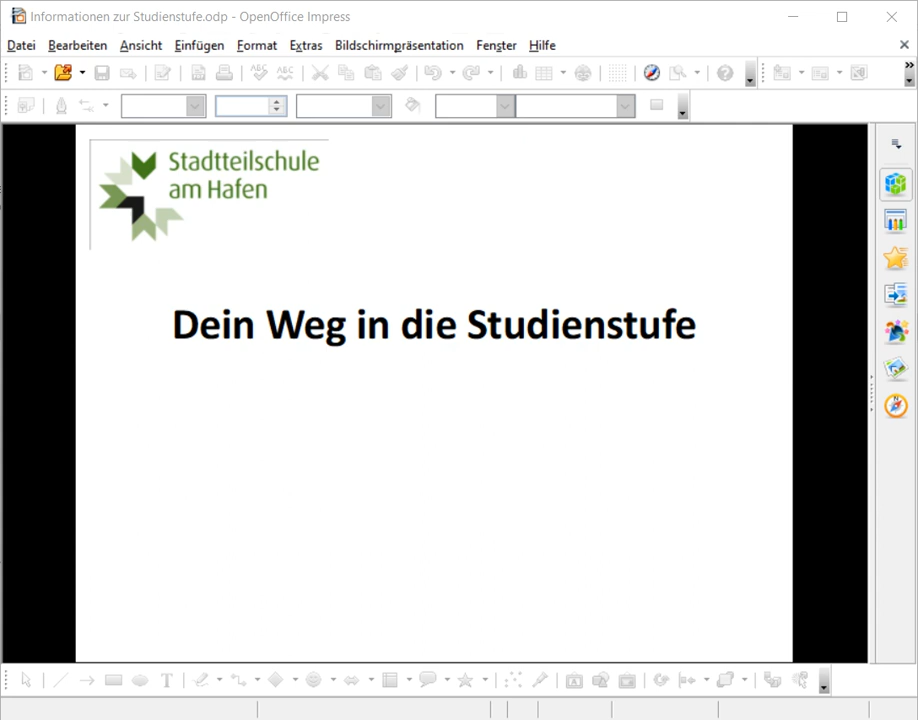 Informationen zur Studienstufe.odp - OpenOffice Impress
Datei Bearbeiten Ansicht Einfügen Format Extras Bildschirmpräsentation Fenster Hilfe
Stadtteilschule
am Hafen
Dein Weg in die Studienstufe